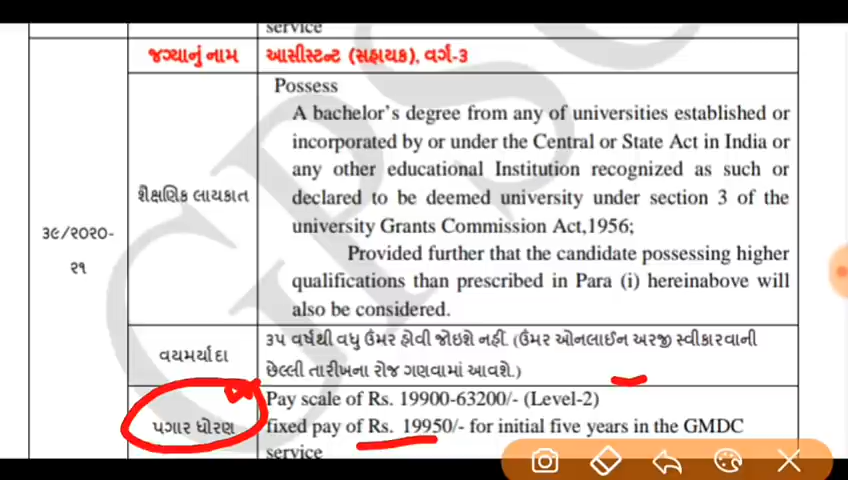 service
જગ્યાનું નામ
આસીસ્ટન્ટ (સહાયક), વર્ગ-૩
Possess
A bachelor's degree from any of universities established or
incorporated by or under the Central or State Act in India or
any other educational Institution recognized as such or
શૈક્ષણિક લાયકાત
declared to be deemed university under section 3 of the
university Grants Commission Act,1956;
૩૯/૨૦૨૦-
૨૧
Provided further that the candidate possessing higher
qualifications than prescribed in Para (i) hereinabove will
also be considered.
વયમર્યાદા
૩૫ વર્ષથી વધુ ઉંમર હોવી જોઇશે નહીં. (ઉંમર ઓનલાઈન અરજી સ્વીકારવાની
છેલ્લી તારીખના રોજ ગણવામાં આવશે.)
પગાર ધોરણ
Pay scale of Rs. 19900-63200/- (Level-2)
fixed pay of Rs. 19950/- for initial five years in the GMDC
service
GPSC